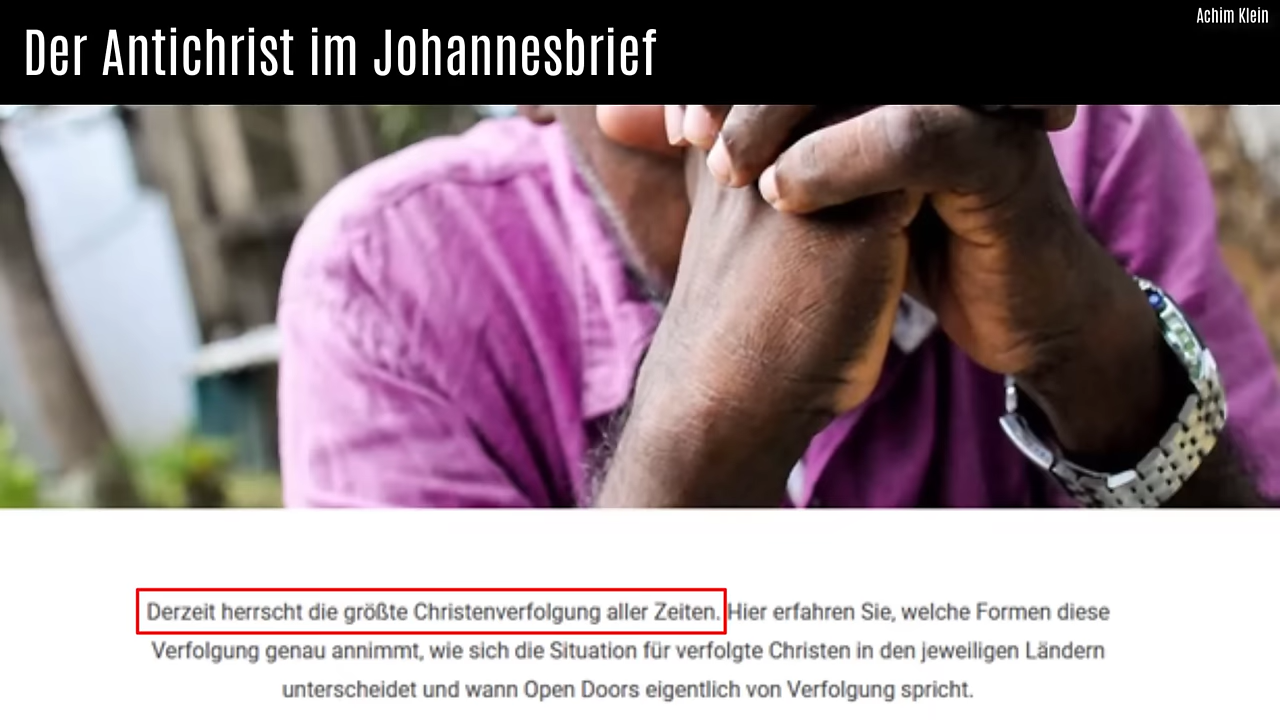 Achim Klein
Der Antichrist im Johannesbrief
Derzeit herrscht die größte Christenverfolgung aller Zeiten. Hier erfahren Sie, welche Formen diese
Verfolgung genau annimmt, wie sich die Situation für verfolgte Christen in den jeweiligen Ländern
unterscheidet und wann Open Doors eigentlich von Verfolgung spricht.